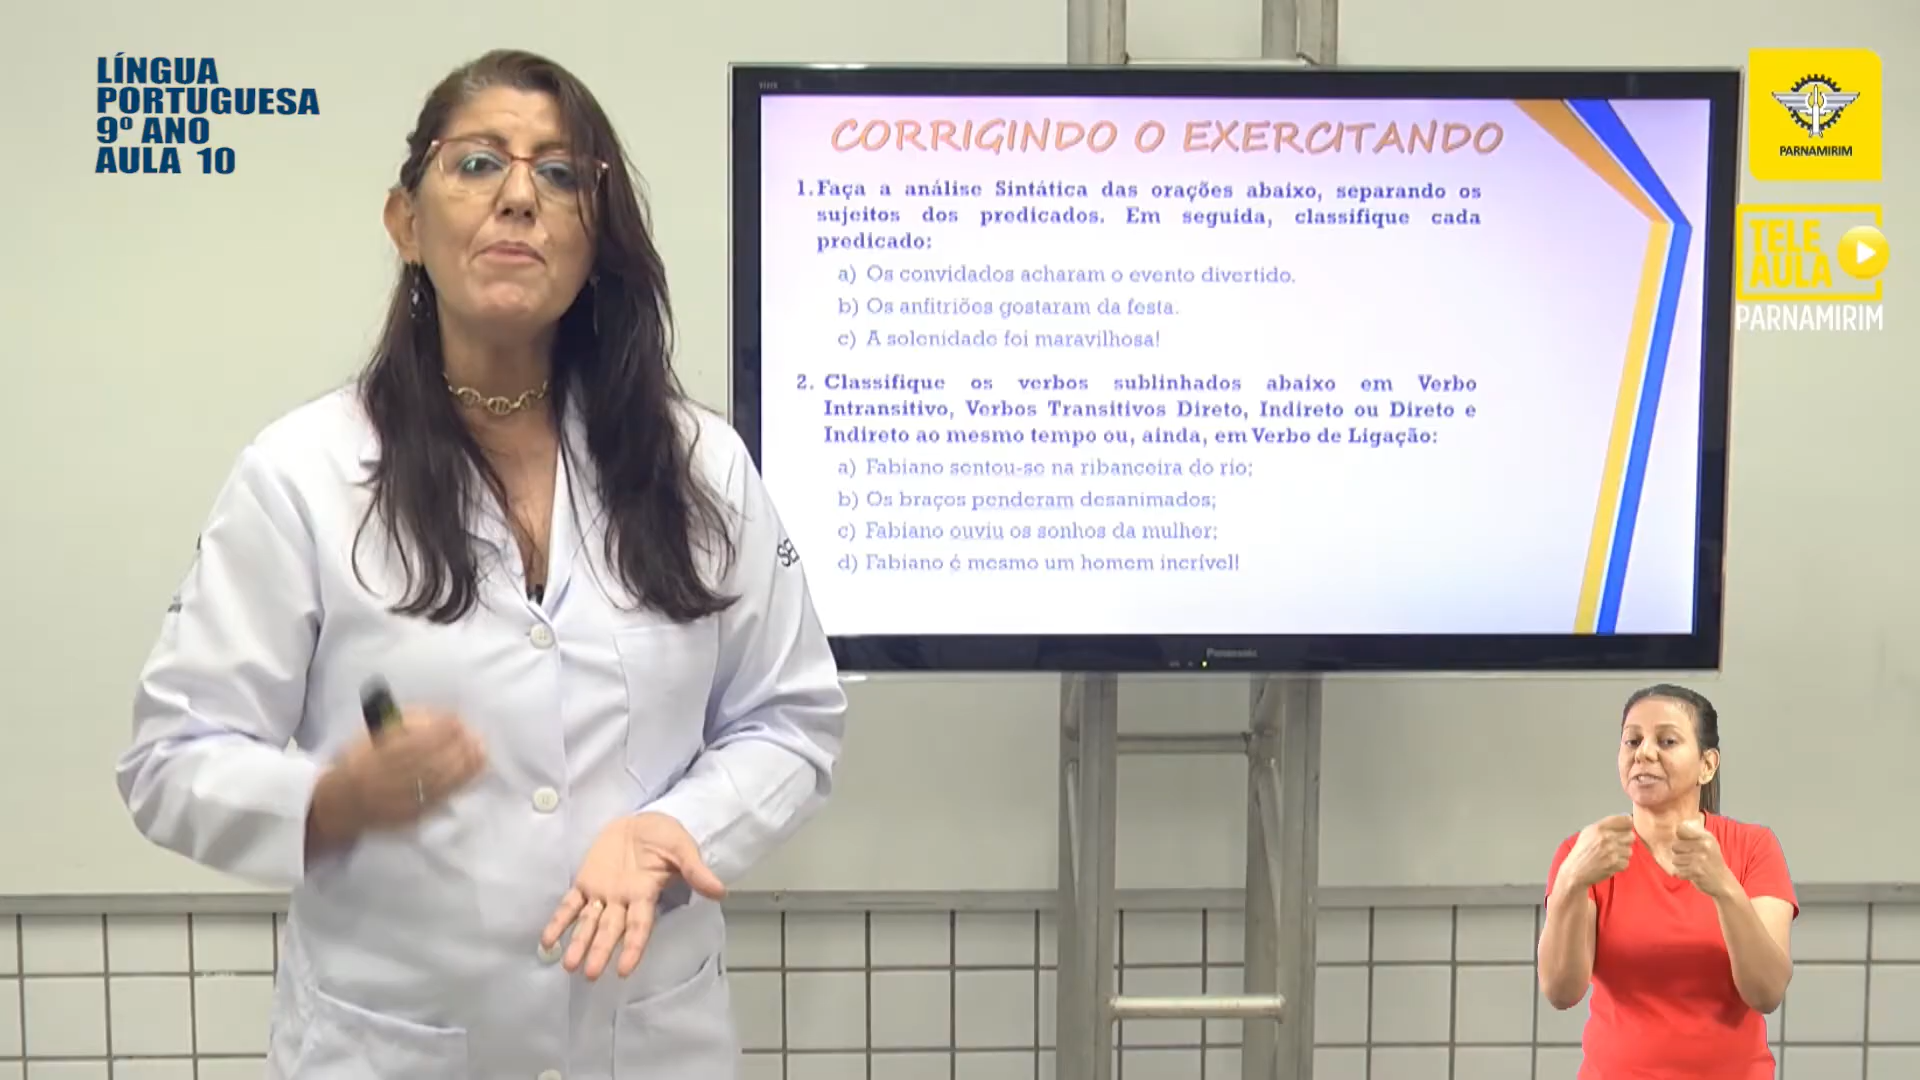 LÍNGUA
PORTUGUESA
9º ANO
AULA 10
CORRIGINDO O EXERCITANDO
1. Faça a análise Sintática das orações abaixo, separando os
sujeitos dos predicados. Em seguida, classifique cada
predicado:
a) Os convidados acharam o evento divertido.
b) Os anfitriões gostaram da festa.
c) A solenidade foi maravilhosa!
2. Classifique os verbos sublinhados abaixo em Verbo
Intransitivo, Verbos Transitivos Direto, Indireto ou Direto e
Indireto ao mesmo tempo ou, ainda, em Verbo de Ligação:
a) Fabiano sentou-se na ribanceira do rio;
b) Os braços penderam desanimados;
c) Fabiano ouviu os sonhos da mulher;
d) Fabiano é mesmo um homem incrível!
Panasonic
PARNAMIRIM
TELE
AULA
PARNAMIRIM